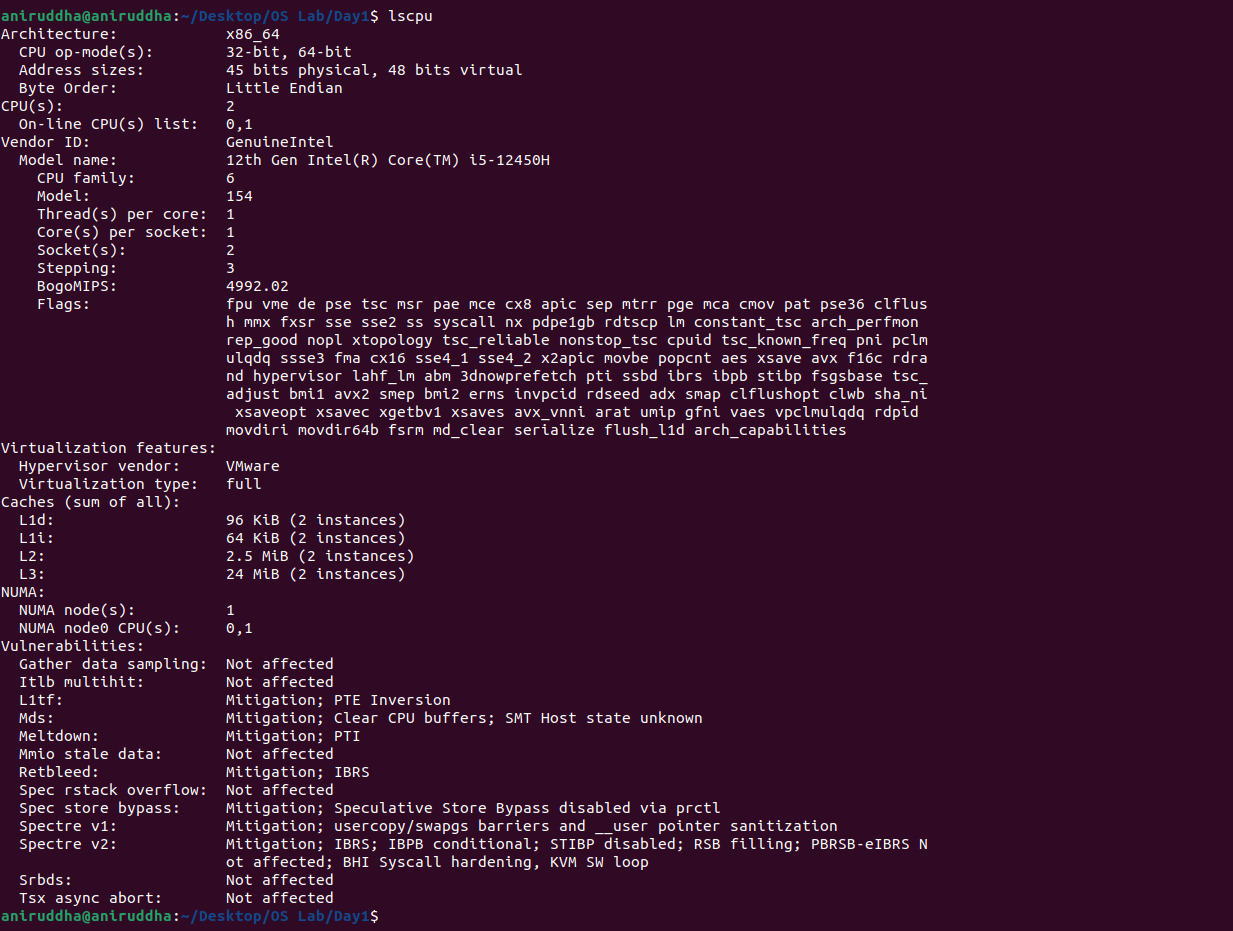 aniruddha@aniruddha:~/Desktop/OS Lab/Day1$ lscpu
Architecture:            x86_64
  CPU op-mode(s):        32-bit, 64-bit
  Address sizes:         45 bits physical, 48 bits virtual
  Byte Order:            Little Endian
CPU(s):                  2
  On-line CPU(s) list:   0,1
Vendor ID:               GenuineIntel
  Model name:            12th Gen Intel(R) Core(TM) i5-12450H
    CPU family:          6
    Model:               154
    Thread(s) per core:  1
    Core(s) per socket:  1
    Socket(s):           2
    Stepping:            3
    BogoMIPS:            4992.02
    Flags:               fpu vme de pse tsc msr pae mce cx8 apic sep mtrr pge mca cmov pat pse36 clflus
                         h mmx fxsr sse sse2 ss syscall nx pdpe1gb rdtscp lm constant_tsc arch_perfmon
                         rep_good nopl xtopology tsc_reliable nonstop_tsc cpuid tsc_known_freq pni pclm
                         ulqdq ssse3 fma cx16 sse4_1 sse4_2 x2apic movbe popcnt aes xsave avx f16c rdra
                         nd hypervisor lahf_lm abm 3dnowprefetch pti ssbd ibrs ibpb stibp fsgsbase tsc_
                         adjust bmi1 avx2 smep bmi2 erms invpcid rdseed adx smap clflushopt clwb sha_ni
                          xsaveopt xsavec xgetbv1 xsaves avx_vnni arat umip gfni vaes vpclmulqdq rdpid
                         movdiri movdir64b fsrm md_clear serialize flush_l1d arch_capabilities
Virtualization features:
  Hypervisor vendor:     VMware
  Virtualization type:   full
Caches (sum of all):
  L1d:                   96 KiB (2 instances)
  L1i:                   64 KiB (2 instances)
  L2:                    2.5 MiB (2 instances)
  L3:                    24 MiB (2 instances)
NUMA:
  NUMA node(s):          1
  NUMA node0 CPU(s):     0,1
Vulnerabilities:
  Gather data sampling:  Not affected
  Itlb multihit:         Not affected
  L1tf:                  Mitigation; PTE Inversion
  Mds:                   Mitigation; Clear CPU buffers; SMT Host state unknown
  Meltdown:              Mitigation; PTI
  Mmio stale data:       Not affected
  Retbleed:              Mitigation; IBRS
  Spec rstack overflow:  Not affected
  Spec store bypass:     Mitigation; Speculative Store Bypass disabled via prctl
  Spectre v1:            Mitigation; usercopy/swapgs barriers and __user pointer sanitization
  Spectre v2:            Mitigation; IBRS; IBPB conditional; STIBP disabled; RSB filling; PBRSB-eIBRS N
                         ot affected; BHI Syscall hardening, KVM SW loop
  Srbds:                 Not affected
  Tsx async abort:       Not affected
aniruddha@aniruddha:~/Desktop/OS Lab/Day1$